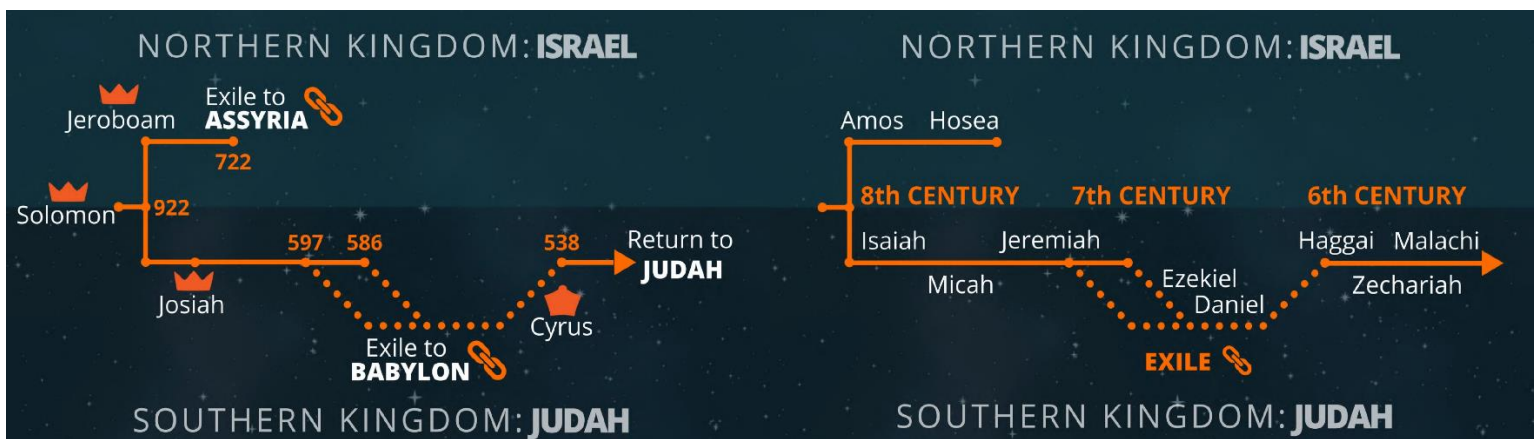 NORTHERN KINGDOM: ISRAEL
Jeroboam
Exile to
ASSYRIA
722
Solomon
922
597
586
538
Return to
JUDAH
Josiah
Cyrus
Exile to
BABYLON
SOUTHERN KINGDOM: JUDAH
NORTHERN KINGDOM: ISRAEL
Amos Hosea
8th CENTURY 7th CENTURY 6th CENTURY
Isaiah Jeremiah Haggai Malachi
Micah Ezekiel Zechariah
Daniel
EXILE
SOUTHERN KINGDOM: JUDAH